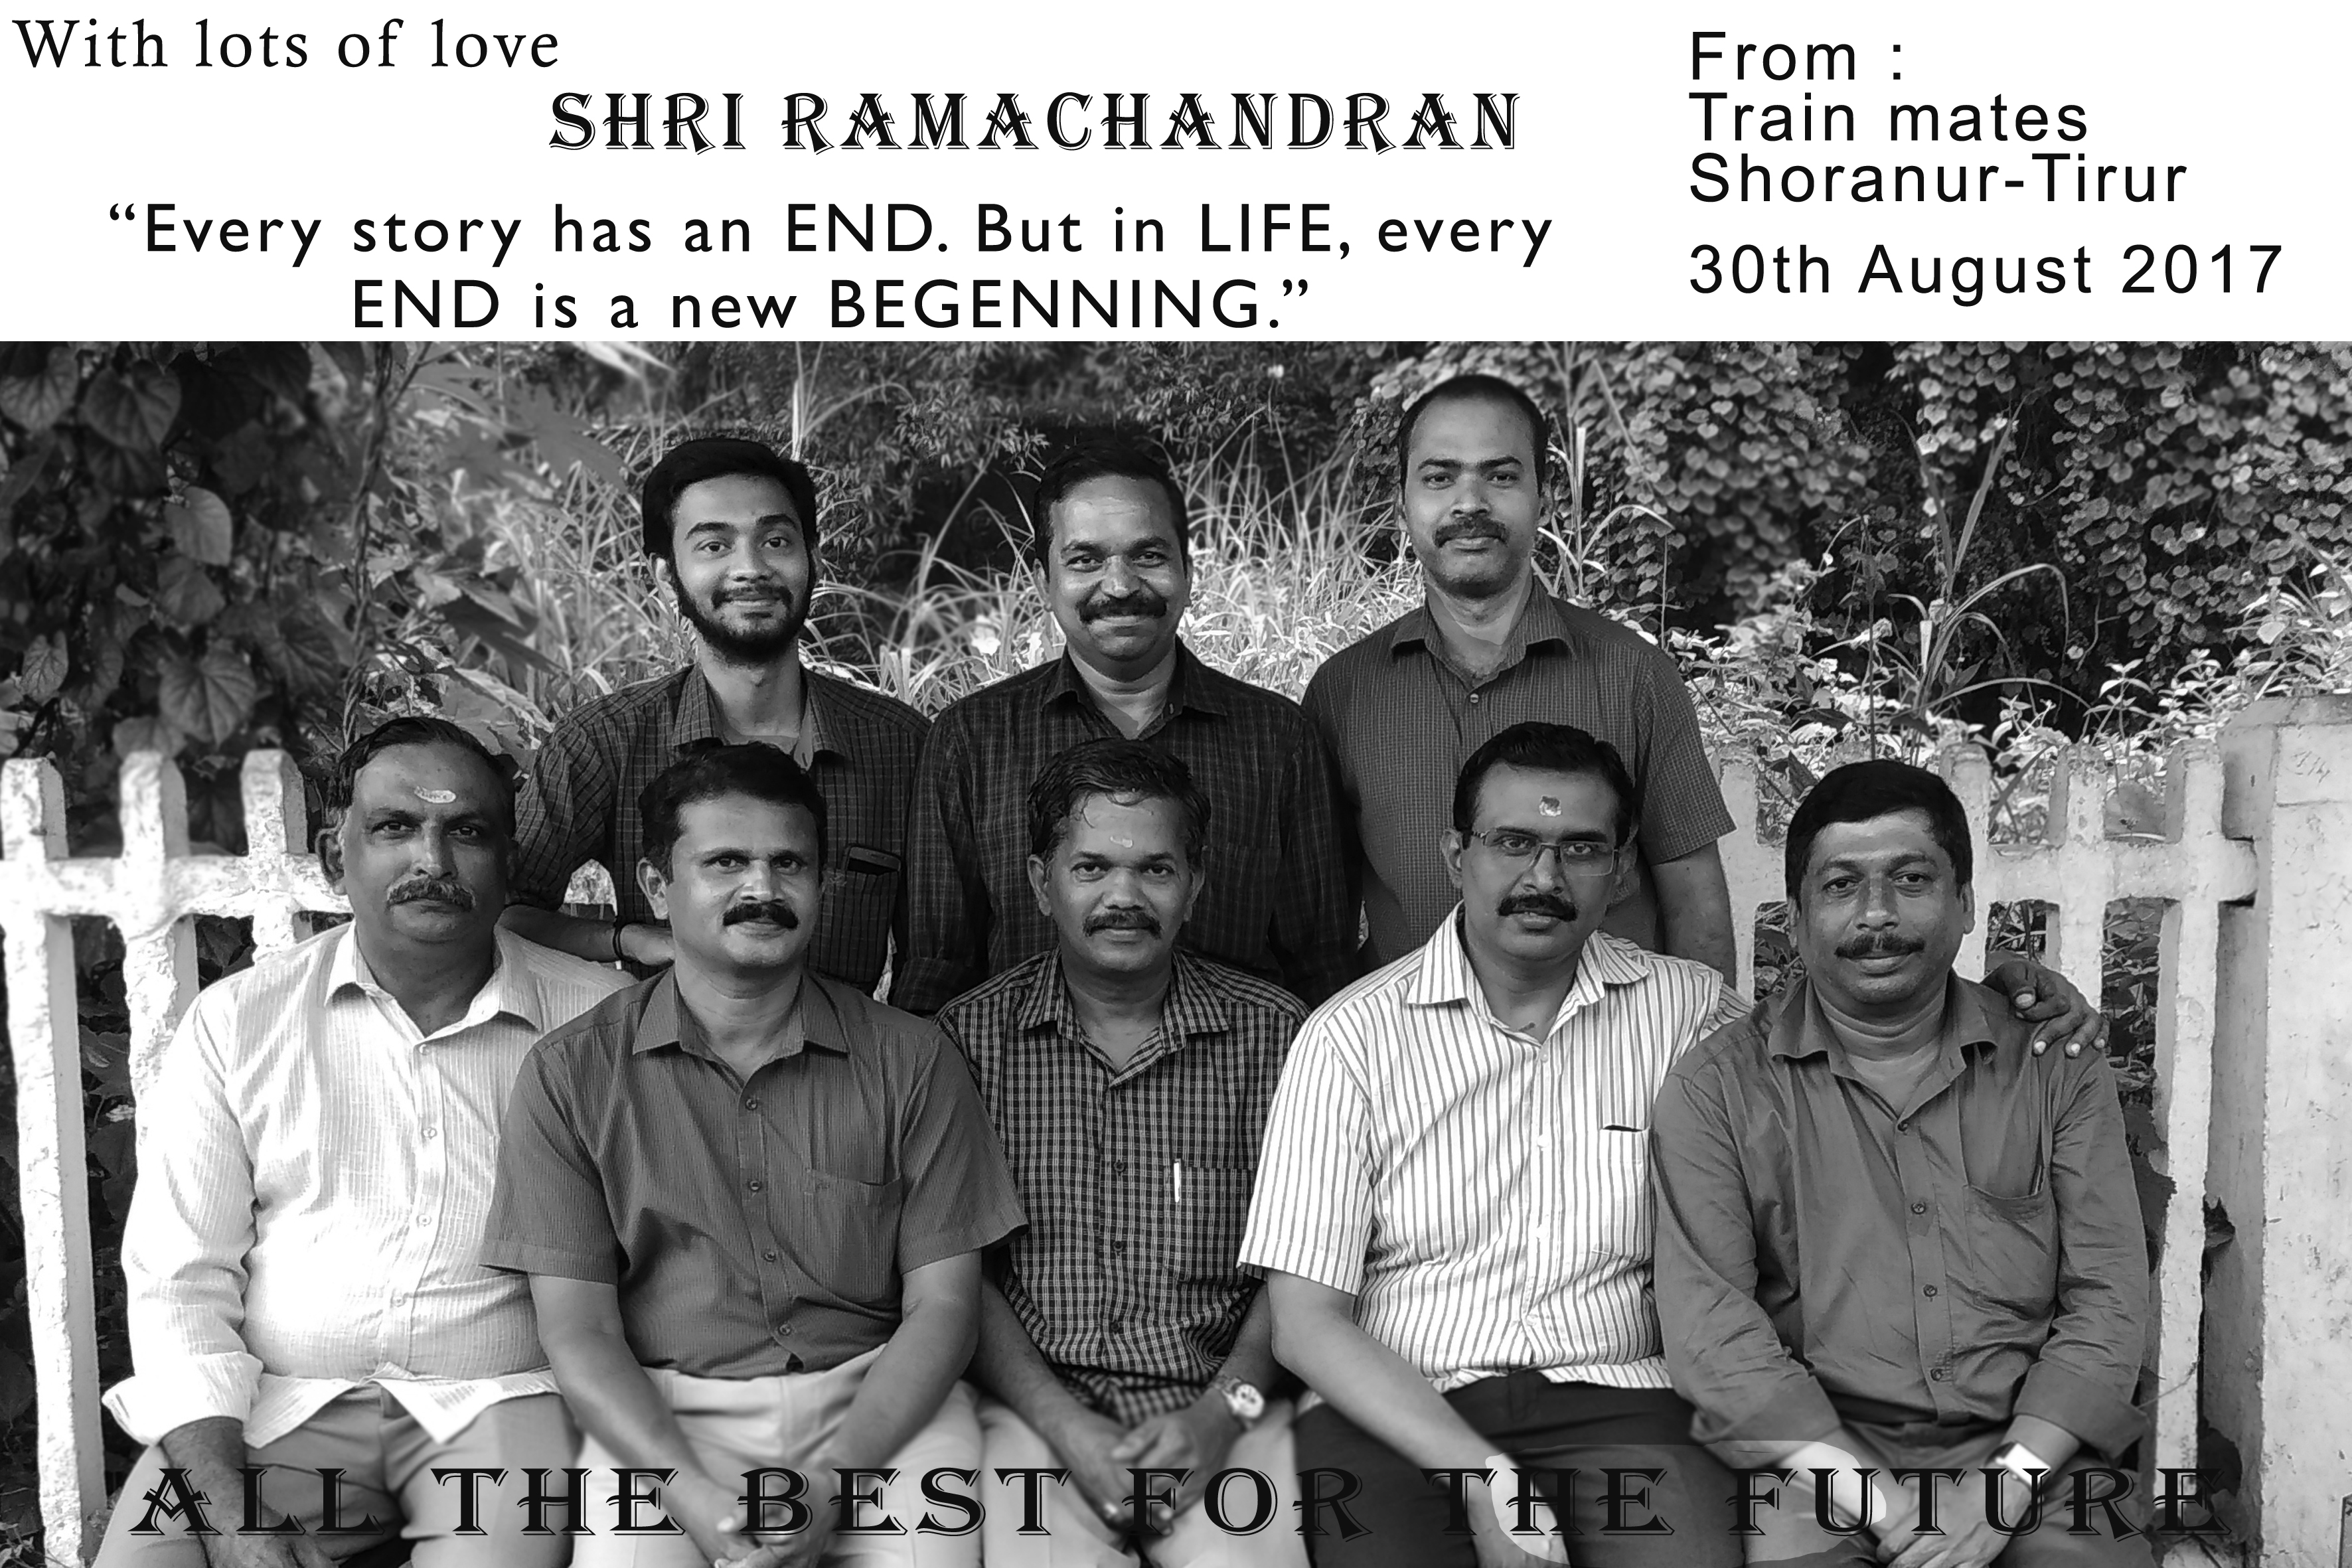 With lots of love
SHRI RAMACHANDRAN
“Every story has an END. But in LIFE, every
END is a new BEGENNING.”
From :
Train mates
Shoranur-Tirur
30th August 2017
ALL THE BEST FOR THE FUTURE